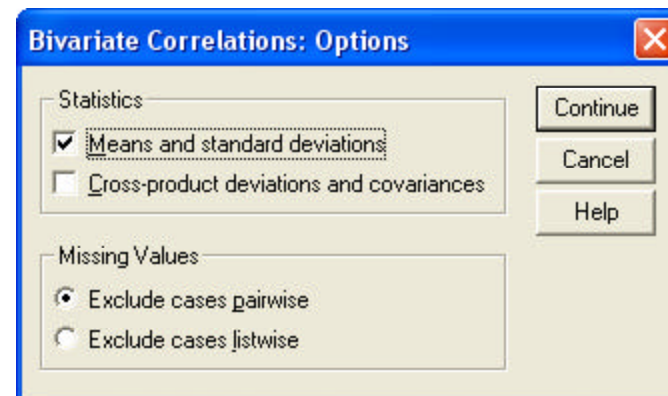 Bivariate Correlations: Options
Statistics
Means and standard deviations
Cross-product deviations and covariances
Continue
Cancel
Help
Missing Values
Exclude cases pairwise
Exclude cases listwise